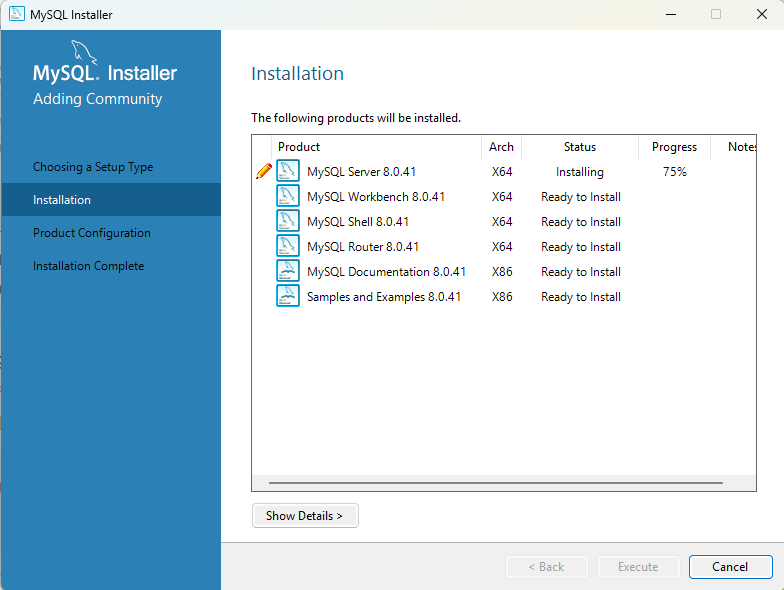 MySQL Installer
MySQL. Installer
Adding Community
Choosing a Setup Type
Installation
Product Configuration
Installation Complete
Installation
The following products will be installed.
Product Arch Status Progress Notes
MySQL Server 8.0.41 X64 Installing 75%
MySQL Workbench 8.0.41 X64 Ready to Install
MySQL Shell 8.0.41 X64 Ready to Install
MySQL Router 8.0.41 X64 Ready to Install
MySQL Documentation 8.0.41 X86 Ready to Install
Samples and Examples 8.0.41 X86 Ready to Install
Show Details >
< Back Execute Cancel